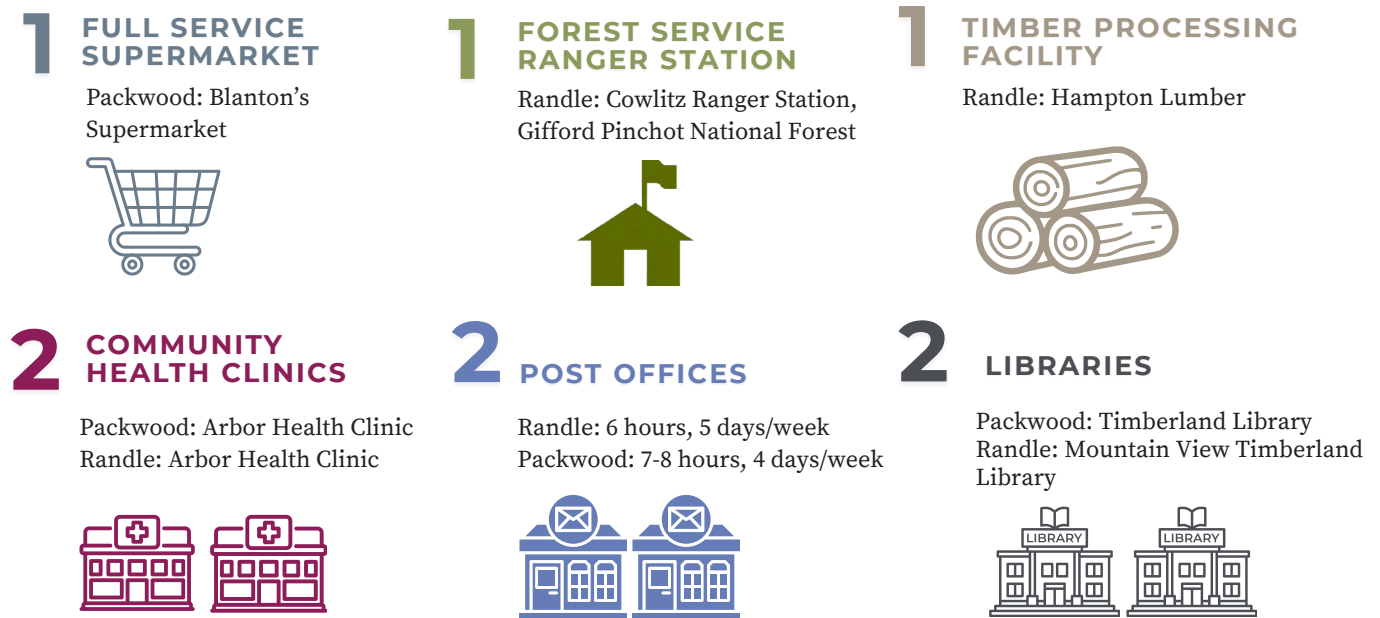 1
FULL SERVICE
SUPERMARKET
Packwood: Blanton’s
Supermarket
1
FOREST SERVICE
RANGER STATION
Randle: Cowlitz Ranger Station,
Gifford Pinchot National Forest
1
TIMBER PROCESSING
FACILITY
Randle: Hampton Lumber
2
COMMUNITY
HEALTH CLINICS
Packwood: Arbor Health Clinic
Randle: Arbor Health Clinic
2
POST OFFICES
Randle: 6 hours, 5 days/week
Packwood: 7-8 hours, 4 days/week
2
LIBRARIES
Packwood: Timberland Library
Randle: Mountain View Timberland
Library
LIBRARY
LIBRARY